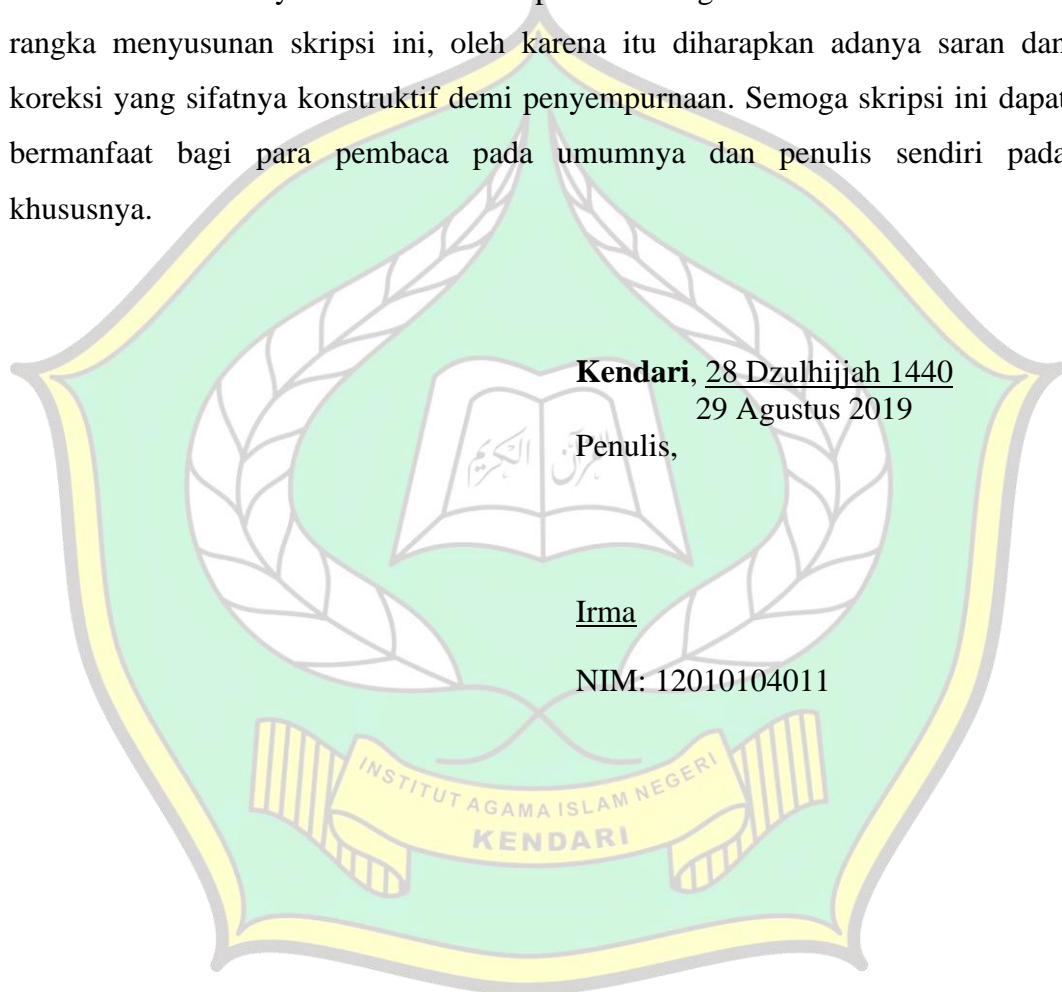 rangka menyusunan skripsi ini, oleh karena itu diharapkan adanya saran dan
koreksi yang sifatnya konstruktif demi penyempurnaan. Semoga skripsi ini dapat
bermanfaat bagi para pembaca pada umumnya dan penulis sendiri pada
khususnya.
Kendari, 28 Dzulhijjah 1440
29 Agustus 2019
Penulis,
القرآن الكريم
Irma
NIM: 12010104011
INSTITUT AGAMA ISLAM NEGERI
KENDARI